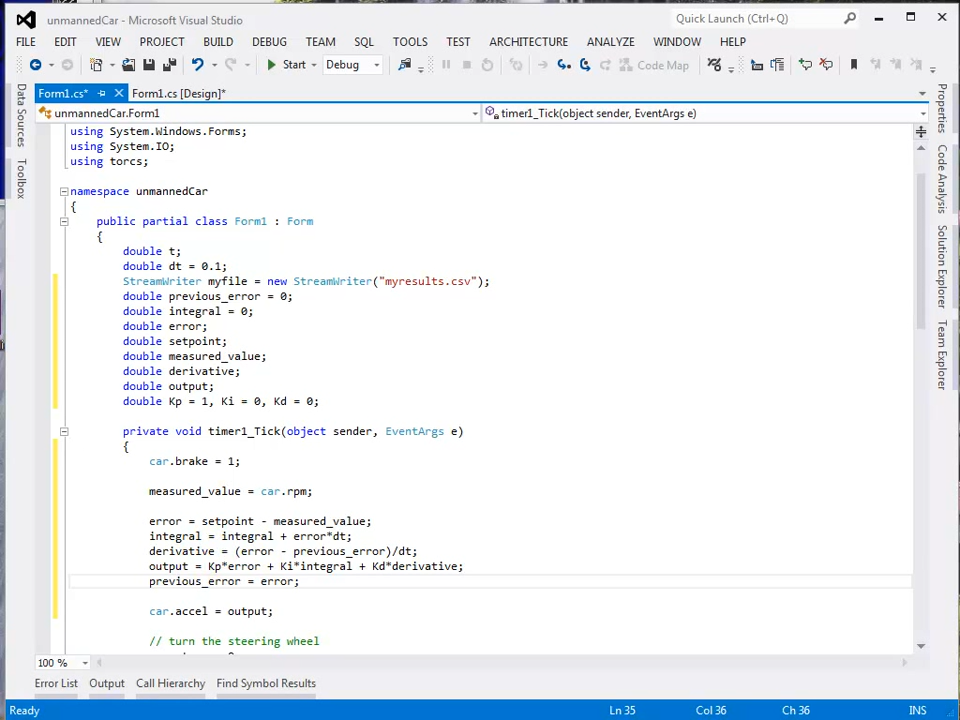 unmannedCar - Microsoft Visual Studio
Quick Launch (Ctrl+Q)
FILE EDIT VIEW PROJECT BUILD DEBUG TEAM SQL TOOLS TEST ARCHITECTURE ANALYZE WINDOW HELP
Start Debug Code Map
Form1.cs* Form1.cs [Design]*
unmannedCar.Form1 timer1_Tick(object sender, EventArgs e)
Data Sources
Toolbox
using System.Windows.Forms;
using System.IO;
using torcs;
namespace unmannedCar
{
public partial class Form1 : Form
{
double t;
double dt = 0.1;
StreamWriter myfile = new StreamWriter("myresults.csv");
double previous_error = 0;
double integral = 0;
double error;
double setpoint;
double measured_value;
double derivative;
double output;
double Kp = 1, Ki = 0, Kd = 0;
private void timer1_Tick(object sender, EventArgs e)
{
car.brake = 1;
measured_value = car.rpm;
error = setpoint - measured_value;
integral = integral + error*dt;
derivative = (error - previous_error)/dt;
output = Kp*error + Ki*integral + Kd*derivative;
previous_error = error;
car.accel = output;
// turn the steering wheel
Properties
Code Analysis
Solution Explorer
Team Explorer
100 %
Error List Output Call Hierarchy Find Symbol Results
Ready Ln 35 Col 36 Ch 36 INS